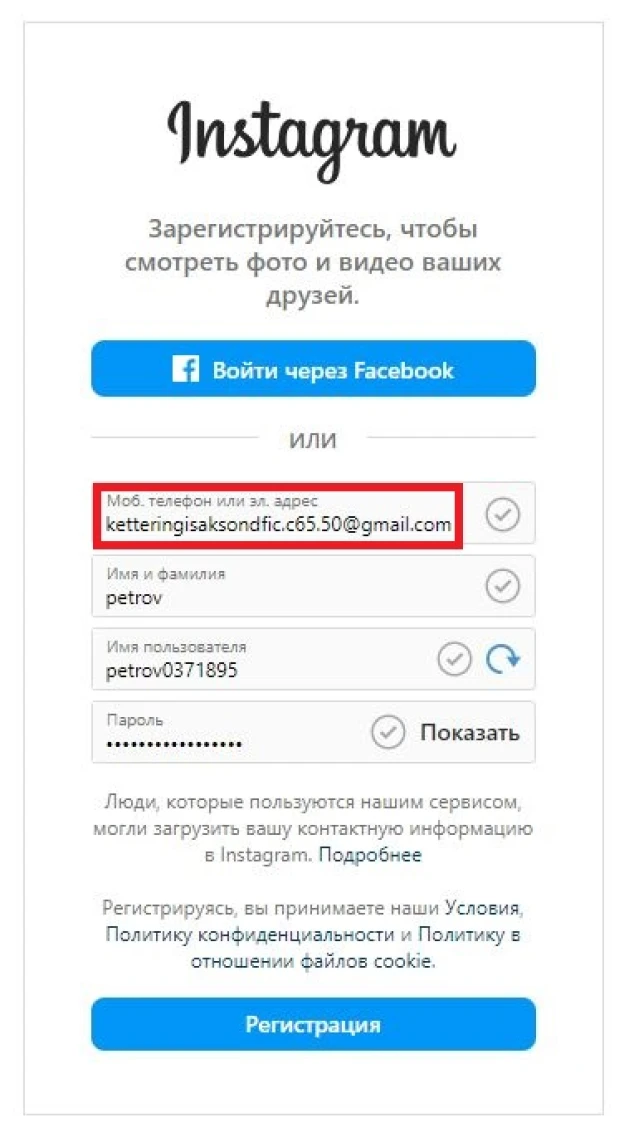 Instagram
Зарегистрируйтесь, чтобы
смотреть фото и видео ваших
друзей.
Войти через Facebook
ИЛИ
Моб. телефон или эл. адрес
ketteringisaksondfic.c65.50@gmail.com
Имя и фамилия
petrov
Имя пользователя
petrov0371895
Пароль
•••••••••••••••••
Показать
Люди, которые пользуются нашим сервисом,
могли загрузить вашу контактную информацию
в Instagram. Подробнее
Регистрируясь, вы принимаете наши Условия,
Политику конфиденциальности и Политику в
отношении файлов cookie.
Регистрация